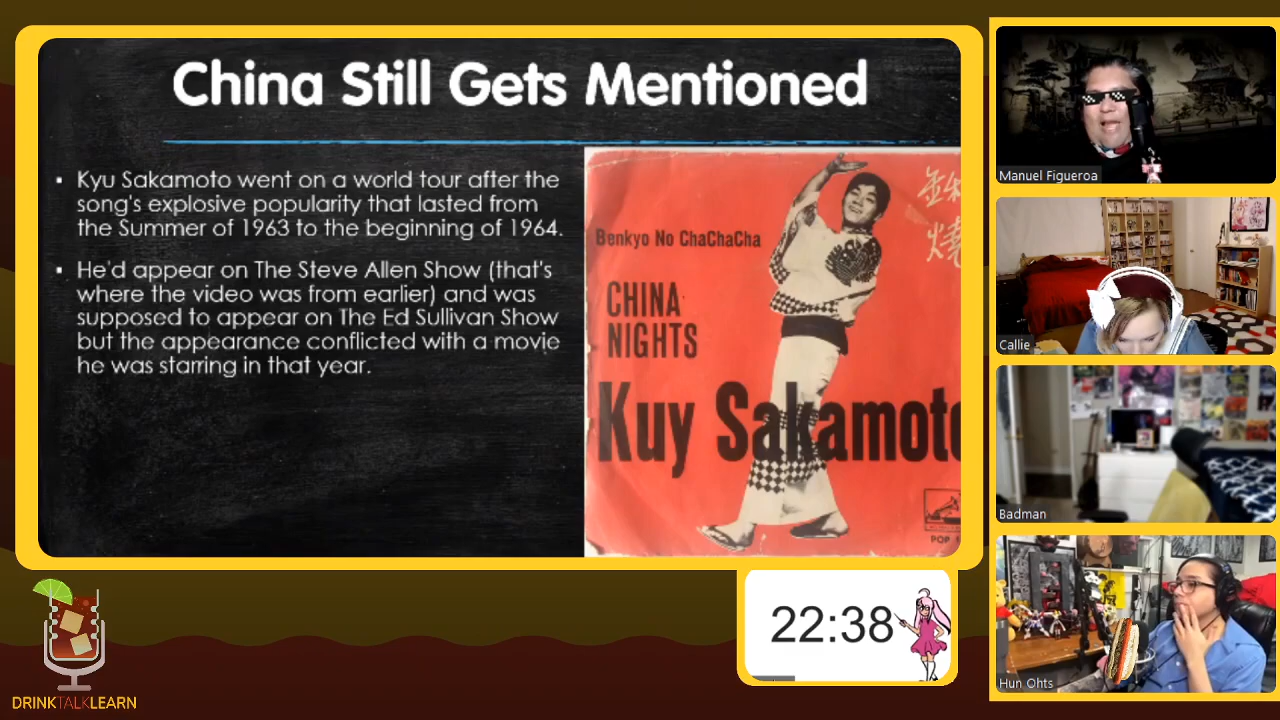 China Still Gets Mentioned
▪ Kyu Sakamoto went on a world tour after the
song's explosive popularity that lasted from
the Summer of 1963 to the beginning of 1964.
▪ He'd appear on The Steve Allen Show (that's
where the video was from earlier) and was
supposed to appear on The Ed Sullivan Show
but the appearance conflicted with a movie
he was starring in that year.
Benkyo No ChaChaCha
CHINA
NIGHTS
Kuy Sakamoto
POP
22:38
DRINKTALKLEARN
Manuel Figueroa
Callie
Badman
Hun Ohts